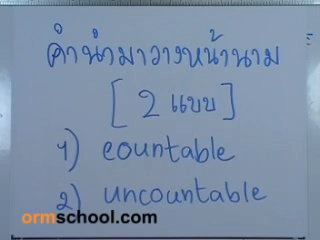 คำนำมาวางหน้านาม
[ 2 แบบ ]
1) countable
2) uncountable
ormschool.com